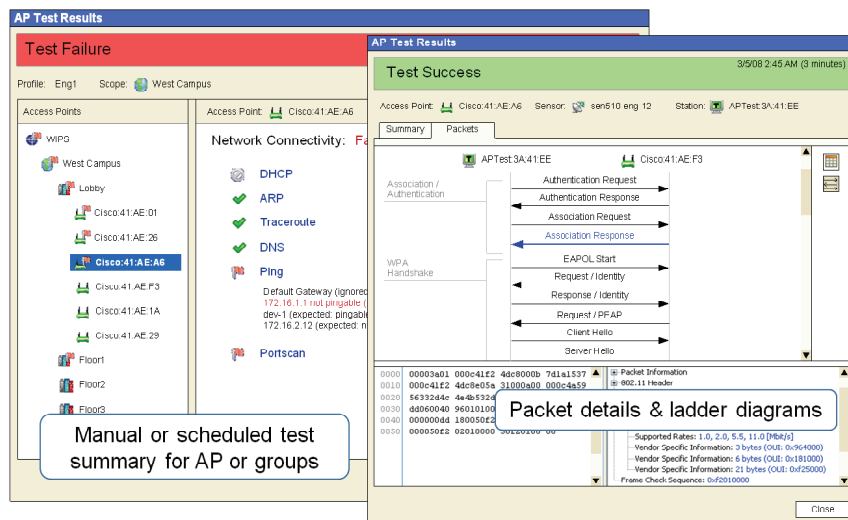 AP Test Results
Test Failure
Profile: Eng1 Scope: West Campus
Access Points
WIPS
West Campus
Lobby
Cisco:41:AE:01
Cisco:41:AE:26
Cisco:41:AE:A6
Cisco:41:AE:F3
Cisco:41:AE:1A
Cisco:41:AE:29
Floor1
Floor2
Floor3
Access Point: Cisco:41:AE:A6
Network Connectivity: Fa
DHCP
ARP
Traceroute
DNS
Ping
Default Gateway (ignored
172.16.1.1 not pingable (
dev-1 (expected: pingabl
172.16.2.12 (expected: n
Portscan
Manual or scheduled test
summary for AP or groups
AP Test Results
Test Success
3/5/08 2:45 AM (3 minutes)
Access Point: Cisco:41:AE:A6 Sensor: sen510 eng 12 Station: APTest:3A:41:EE
Summary Packets
APTest:3A:41:EE Cisco:41:AE:F3
Association /
Authentication
Authentication Request
Authentication Response
Association Request
Association Response
WPA
Handshake
EAPOL Start
Request / Identity
Response / Identity
Request / PEAP
Client Hello
Server Hello
0000 00003a01 000c41f2 4dc8000b 7d1a1537
0010 000c41f2 4dc8e05a 31000a00 000c4a59
0020 56332d4c 4e4b532d
0030 dd060040 96010100
0040 000000dd 180050f2
0050 000050f2 02010000
Packet Information
802.11 Header
Packet details & ladder diagrams
Supported Rates: 1.0, 2.0, 5.5, 11.0 [Mbit/s]
Vendor Specific Information: 3 bytes (OUI: 0x964000)
Vendor Specific Information: 6 bytes (OUI: 0x181000)
Vendor Specific Information: 21 bytes (OUI: 0xf25000)
Frame Check Sequence: 0xf2010000
Close